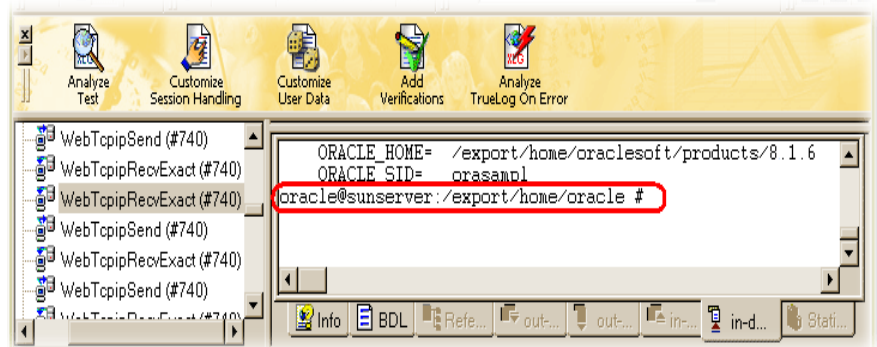 Analyze Test
Customize Session Handling
Customize User Data
Add Verifications
Analyze TrueLog On Error
WebTcpipSend (#740)
WebTcpipRecvExact (#740)
WebTcpipRecvExact (#740)
WebTcpipSend (#740)
WebTcpipRecvExact (#740)
WebTcpipSend (#740)
ORACLE_HOME= /export/home/oraclesoft/products/8.1.6
ORACLE_SID= orasampl
oracle@sunserver:/export/home/oracle #
Info
BDL
Refe...
out-...
out-...
in-...
in-d...
Stati...